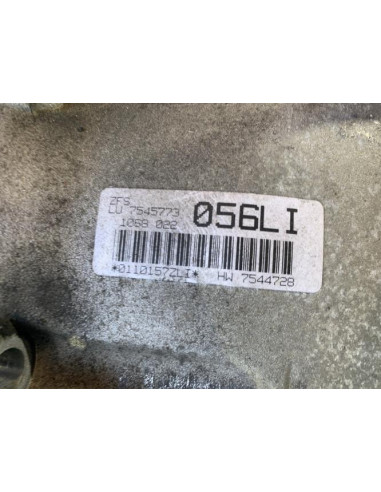 ZFS
LU 7545773
1068 022
056LI
*0110157ZLI* HW 7544728